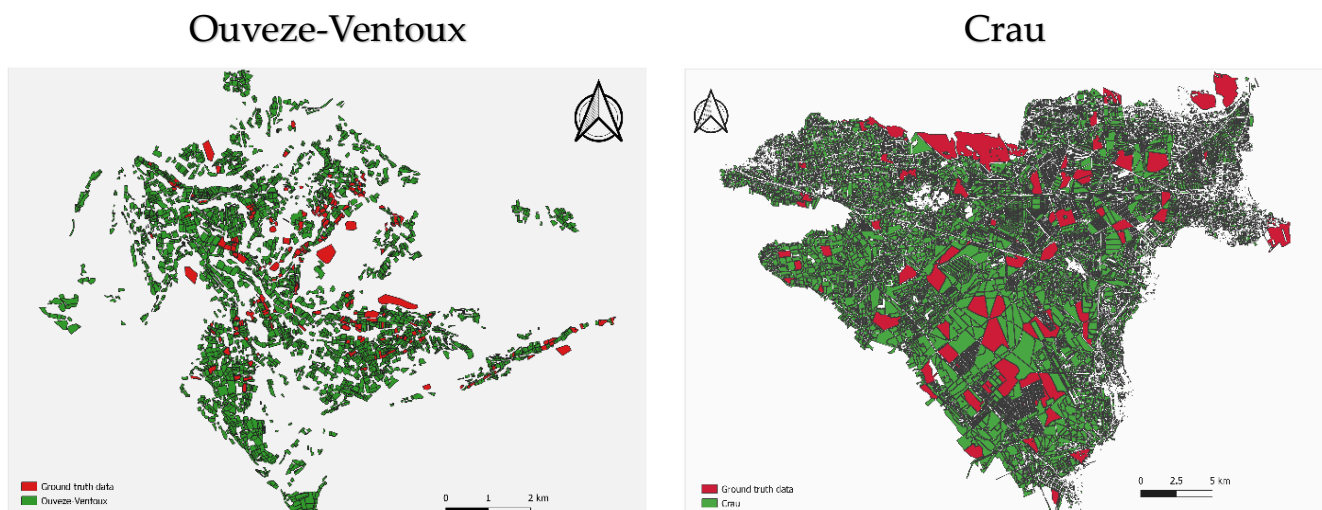 Ouveze-Ventoux
Crau
Ground truth data
Ouveze-Ventoux
0 1 2 km
Ground truth data
Crau
0 2.5 5 km